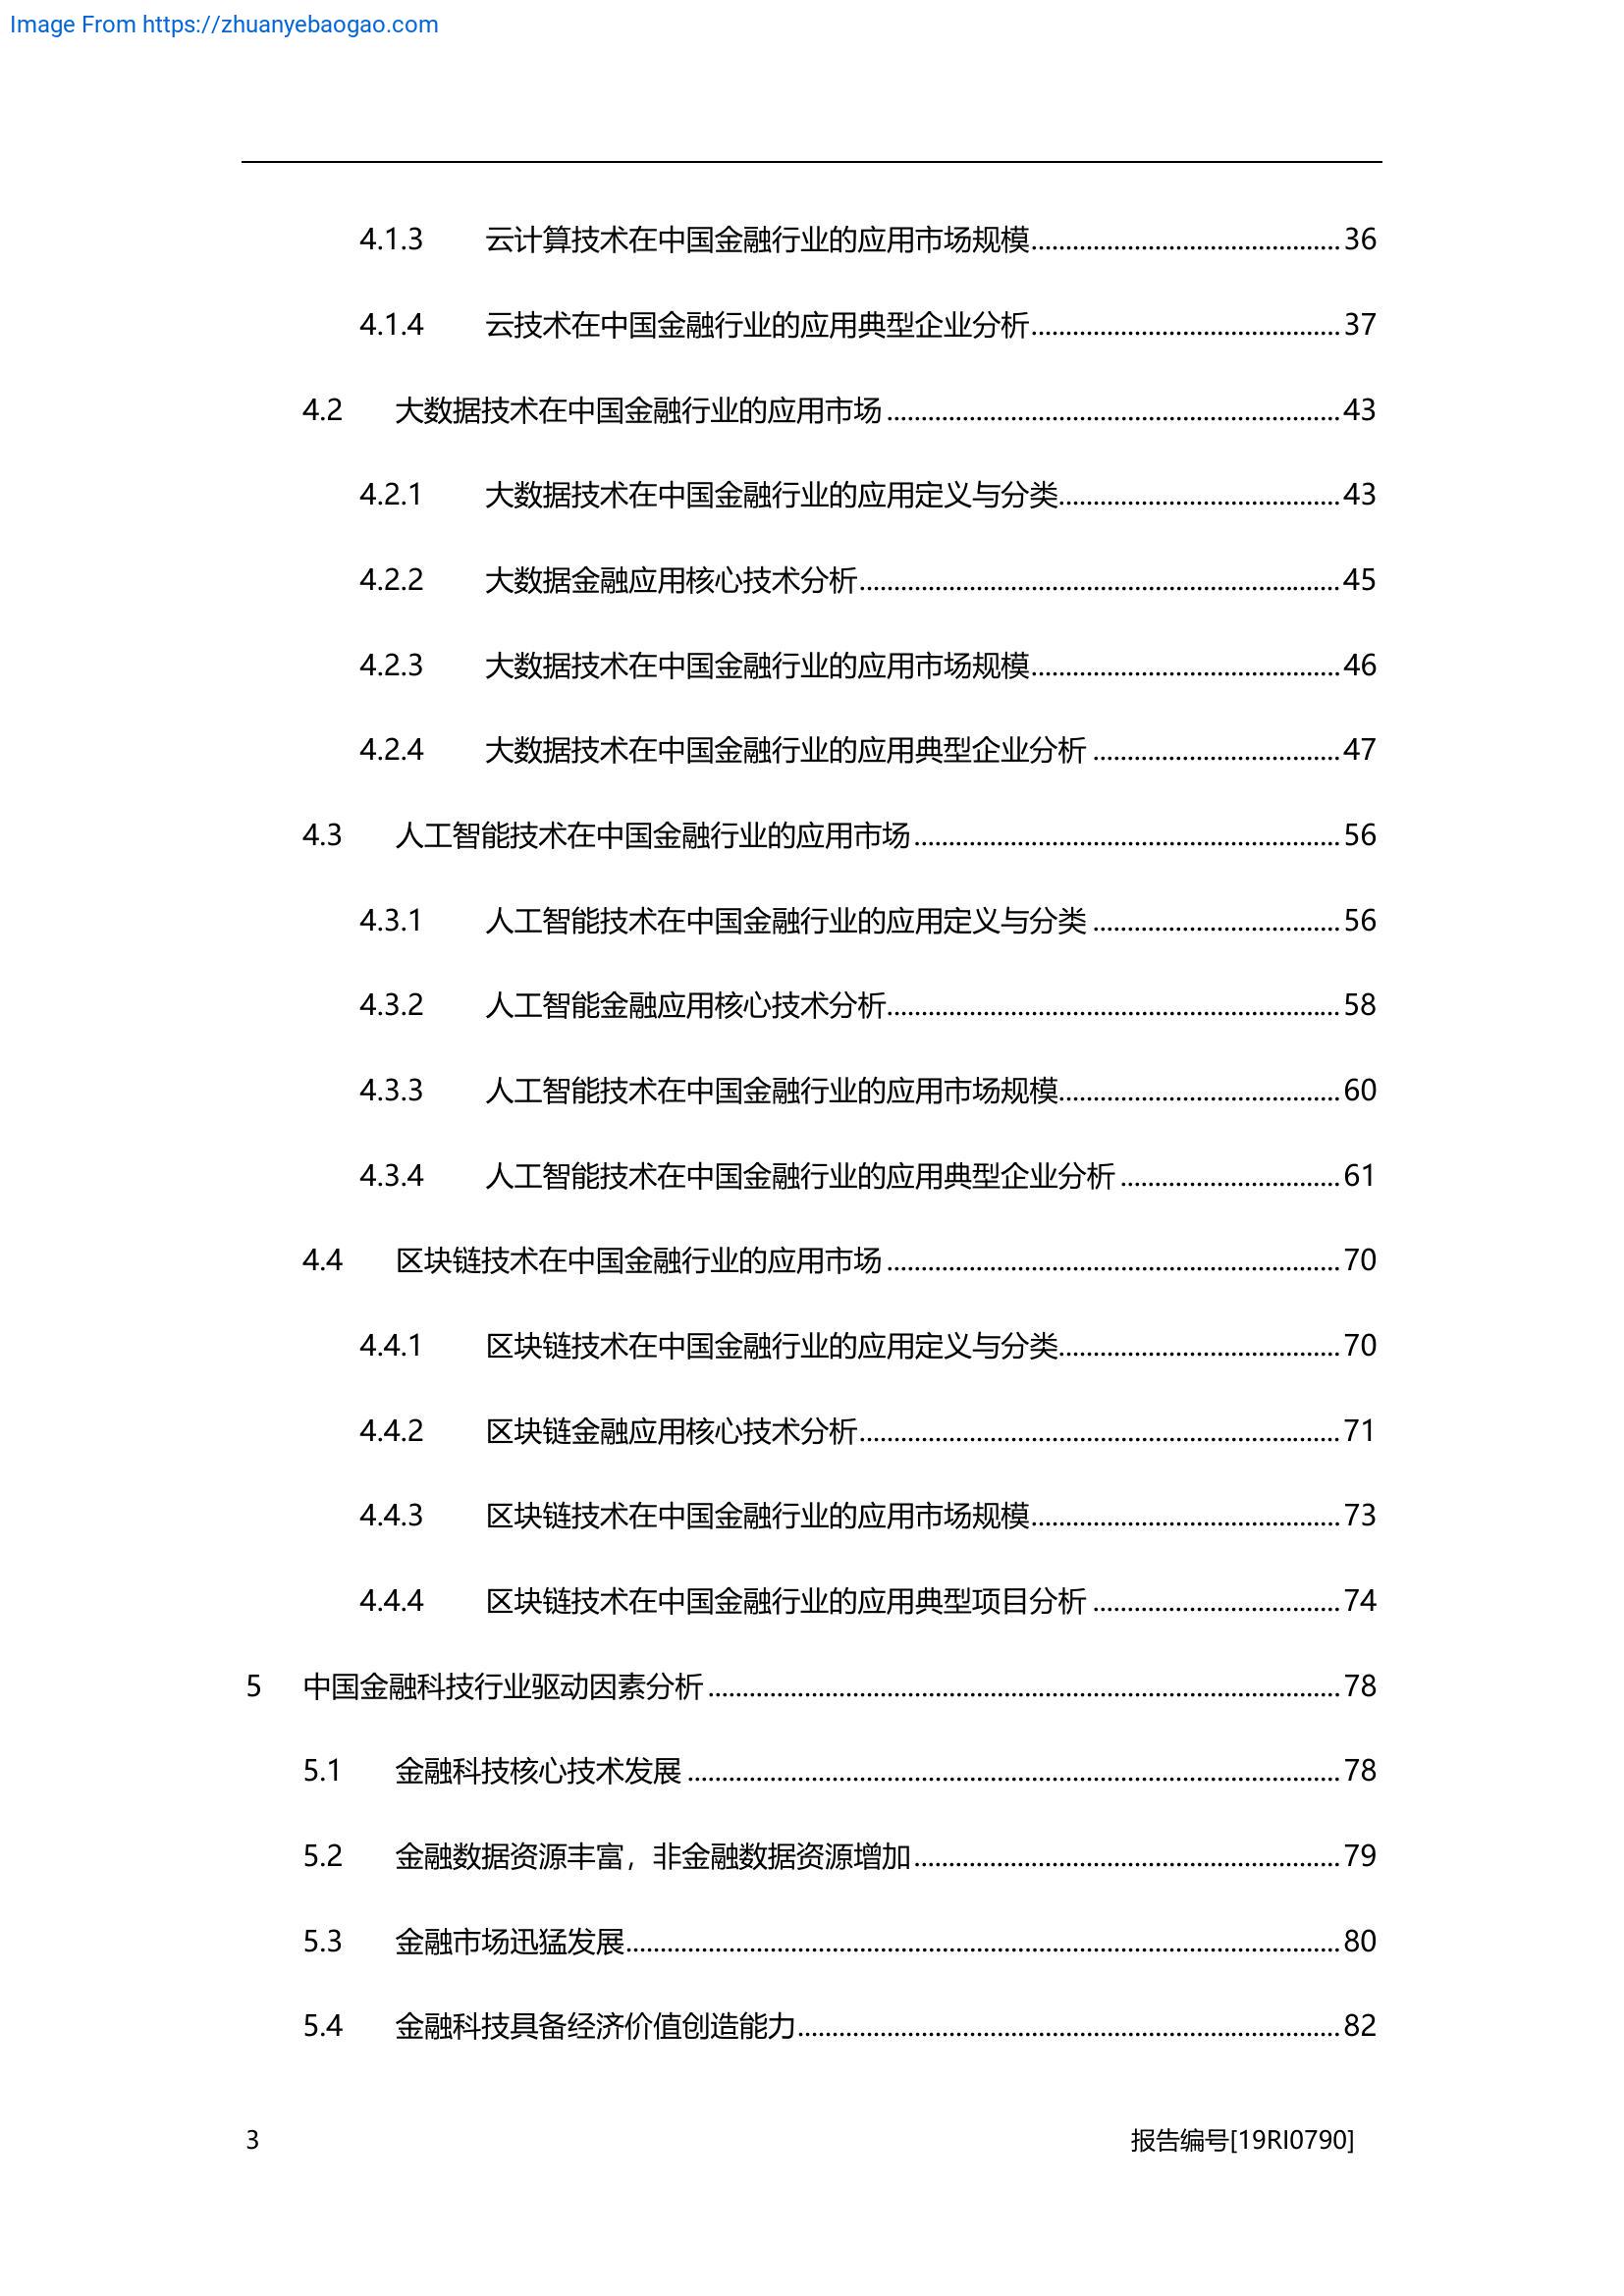 Image From https://zhuanyebaogao.com
4.1.3 云计算技术在中国金融行业的应用市场规模 36
4.1.4 云技术在中国金融行业的应用典型企业分析 37
4.2 大数据技术在中国金融行业的应用市场 43
4.2.1 大数据技术在中国金融行业的应用定义与分类 43
4.2.2 大数据金融应用核心技术分析 45
4.2.3 大数据技术在中国金融行业的应用市场规模 46
4.2.4 大数据技术在中国金融行业的应用典型企业分析 47
4.3 人工智能技术在中国金融行业的应用市场 56
4.3.1 人工智能技术在中国金融行业的应用定义与分类 56
4.3.2 人工智能金融应用核心技术分析 58
4.3.3 人工智能技术在中国金融行业的应用市场规模 60
4.3.4 人工智能技术在中国金融行业的应用典型企业分析 61
4.4 区块链技术在中国金融行业的应用市场 70
4.4.1 区块链技术在中国金融行业的应用定义与分类 70
4.4.2 区块链金融应用核心技术分析 71
4.4.3 区块链技术在中国金融行业的应用市场规模 73
4.4.4 区块链技术在中国金融行业的应用典型项目分析 74
5 中国金融科技行业驱动因素分析 78
5.1 金融科技核心技术发展 78
5.2 金融数据资源丰富，非金融数据资源增加 79
5.3 金融市场迅猛发展 80
5.4 金融科技具备经济价值创造能力 82
3 报告编号[19RI0790]